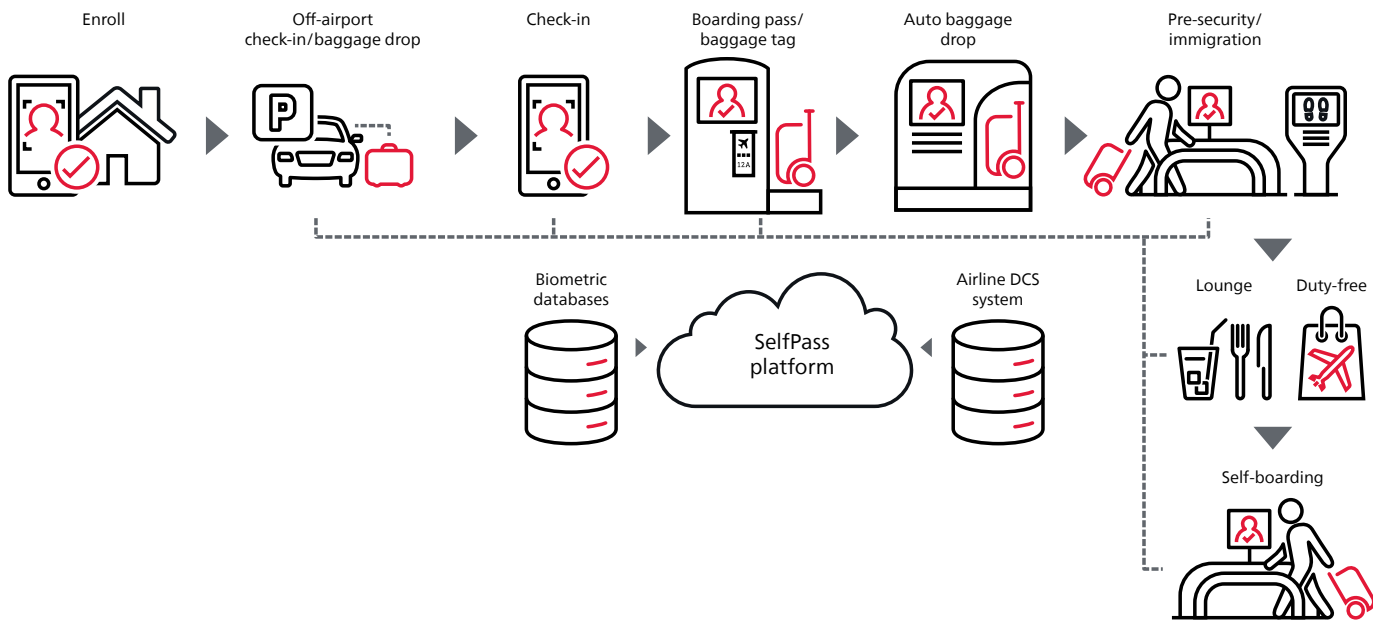 Enroll
Off-airport
check-in/baggage drop
Check-in
Boarding pass/
baggage tag
Auto baggage
drop
Pre-security/
immigration
P
12A
Biometric
databases
SelfPass
platform
Airline DCS
system
Lounge
Duty-free
Self-boarding